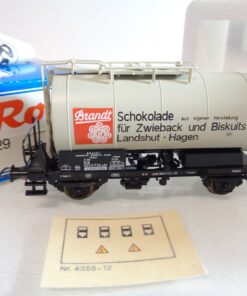 Ro
29
Brandt
Schokolade aus eigener Herstellung
für Zwieback und Biskuits
Landshut - Hagen
Nr. 4355-12